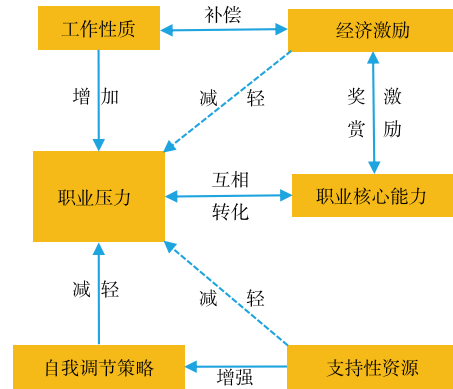 工作性质
补偿
经济激励
增 加
减 轻
奖 激
赏 励
职业压力
互相
转化
职业核心能力
减 轻
减 轻
自我调节策略
增强
支持性资源